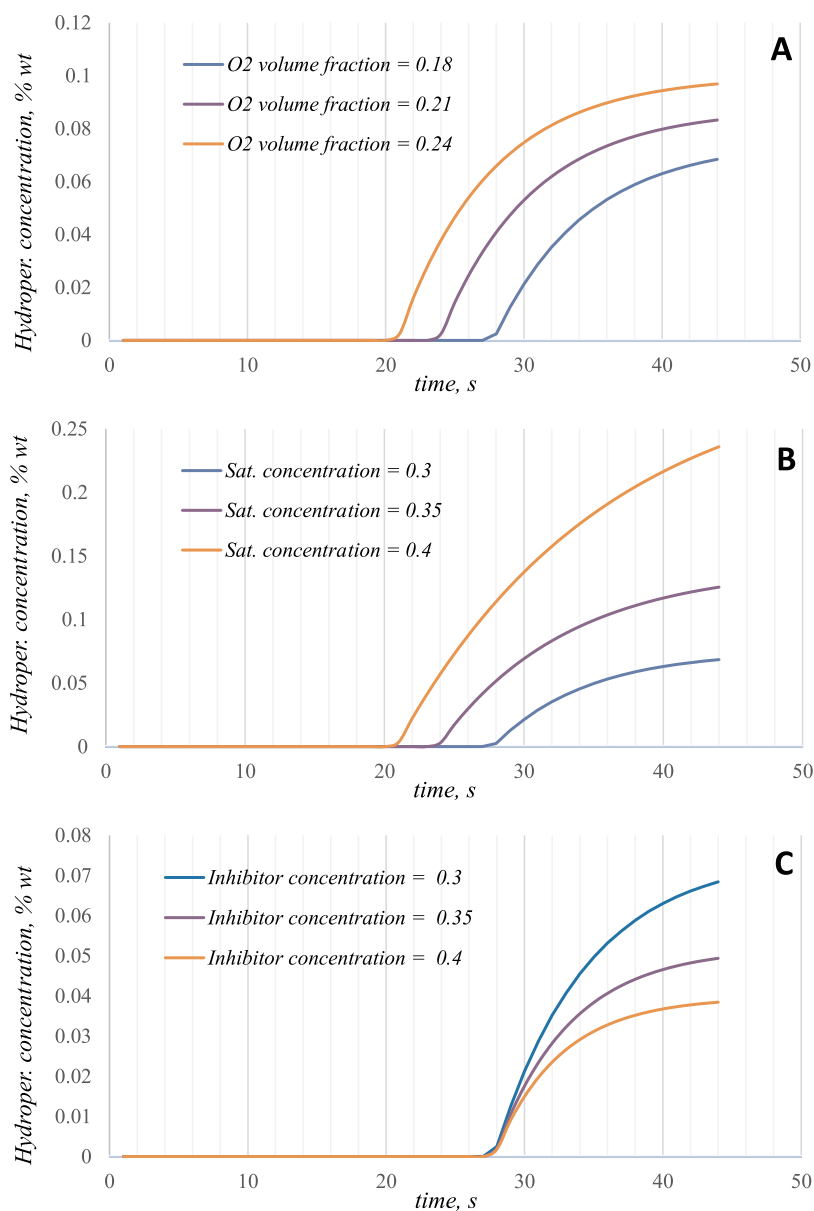 0.12
0.1
0.08
0.06
0.04
0.02
0
Hydroper. concentration, % wt
O2 volume fraction = 0.18
O2 volume fraction = 0.21
O2 volume fraction = 0.24
A
0 10 20 30 40 50
time, s
0.25
0.2
0.15
0.1
0.05
0
Hydroper. concentration, % wt
Sat. concentration = 0.3
Sat. concentration = 0.35
Sat. concentration = 0.4
B
0 10 20 30 40 50
time, s
0.08
0.07
0.06
0.05
0.04
0.03
0.02
0.01
0
Hydroper. concentration, % wt
Inhibitor concentration = 0.3
Inhibitor concentration = 0.35
Inhibitor concentration = 0.4
C
0 10 20 30 40 50
time, s